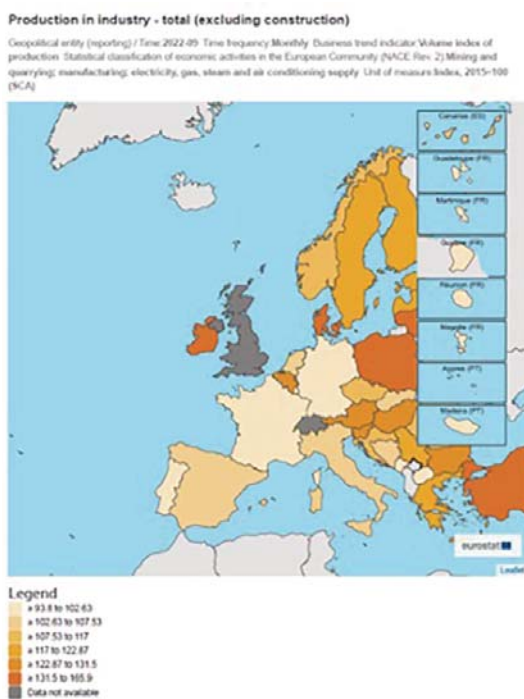 Production in industry - total (excluding construction)
Geopolitical entity (reporting) / Time:2022-09 Time frequency:Monthly Business trend indicator:Volume index of
production Statistical classification of economic activities in the European Community (NACE Rev. 2):Mining and
quarrying; manufacturing; electricity, gas, steam and air conditioning supply Unit of measure:Index, 2015=100
(SCA)
Canarias (ES)
Guadeloupe (FR)
Martinique (FR)
Guyane (FR)
Réunion (FR)
Mayotte (FR)
Açores (PT)
Madeira (PT)
eurostat
Leaflet
Legend
≥ 93.8 to 102.63
≥ 102.63 to 107.53
≥ 107.53 to 117
≥ 117 to 122.87
≥ 122.87 to 131.5
≥ 131.5 to 165.9
Data not available